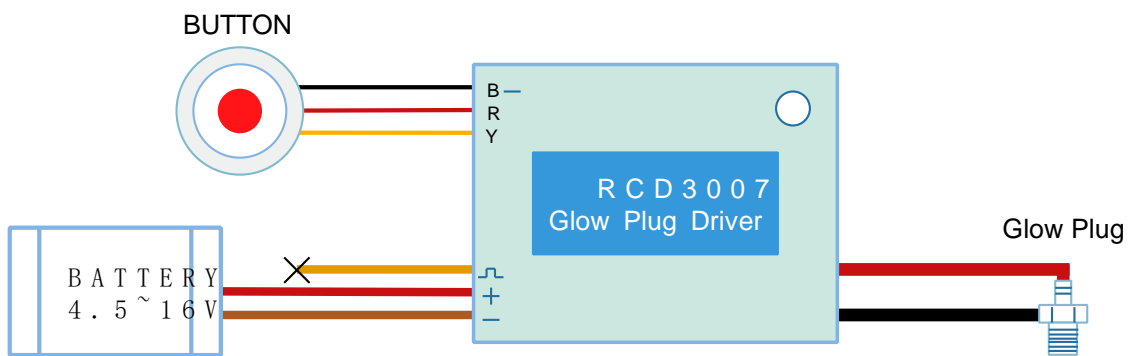 BUTTON
B
R
Y
RCD3007
Glow Plug Driver
Glow Plug
BATTERY
4.5~16V
+
−